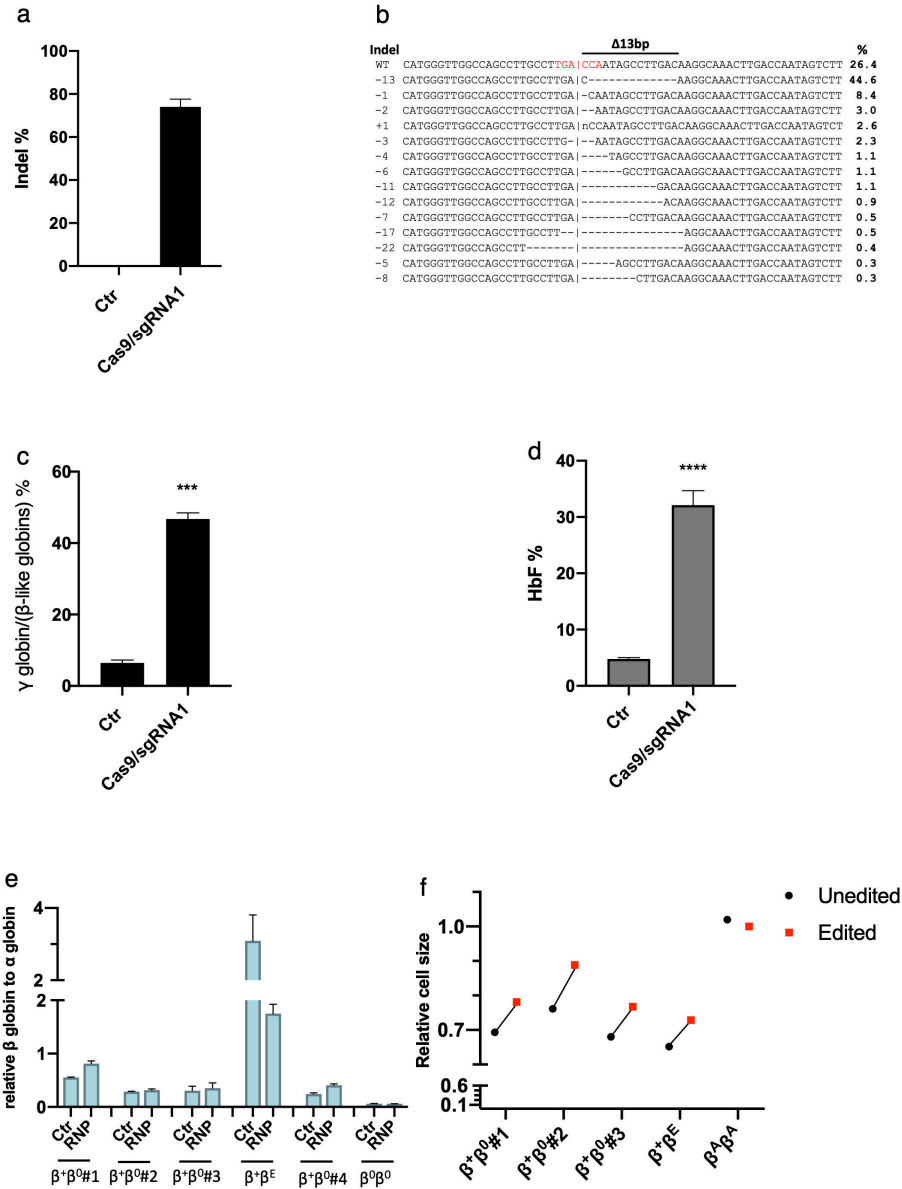 a
Indel %
100
80
60
40
20
0
Ctr
Cas9/sgRNA1
b
Δ13bp
Indel %
WT CATGGGTTGGCCAGCCTTGCCTTGA|CCAATAGCCTTGACAAGGCAAACTTGACCAATAGTCTT 26.4
-13 CATGGGTTGGCCAGCCTTGCCTTGA|C-------------AAGGCAAACTTGACCAATAGTCTT 44.6
-1 CATGGGTTGGCCAGCCTTGCCTTGA|-CAATAGCCTTGACAAGGCAAACTTGACCAATAGTCTT 8.4
-2 CATGGGTTGGCCAGCCTTGCCTTGA|--AATAGCCTTGACAAGGCAAACTTGACCAATAGTCTT 3.0
+1 CATGGGTTGGCCAGCCTTGCCTTGA|nCCAATAGCCTTGACAAGGCAAACTTGACCAATAGTCT 2.6
-3 CATGGGTTGGCCAGCCTTGCCTTG-|--AATAGCCTTGACAAGGCAAACTTGACCAATAGTCTT 2.3
-4 CATGGGTTGGCCAGCCTTGCCTTGA|----TAGCCTTGACAAGGCAAACTTGACCAATAGTCTT 1.1
-6 CATGGGTTGGCCAGCCTTGCCTTGA|------GCCTTGACAAGGCAAACTTGACCAATAGTCTT 1.1
-11 CATGGGTTGGCCAGCCTTGCCTTGA|-----------GACAAGGCAAACTTGACCAATAGTCTT 1.1
-12 CATGGGTTGGCCAGCCTTGCCTTGA|------------ACAAGGCAAACTTGACCAATAGTCTT 0.9
-7 CATGGGTTGGCCAGCCTTGCCTTGA|-------CCTTGACAAGGCAAACTTGACCAATAGTCTT 0.5
-17 CATGGGTTGGCCAGCCTTGCCTT--|---------------AGGCAAACTTGACCAATAGTCTT 0.5
-22 CATGGGTTGGCCAGCCTT-------|---------------AGGCAAACTTGACCAATAGTCTT 0.4
-5 CATGGGTTGGCCAGCCTTGCCTTGA|-----AGCCTTGACAAGGCAAACTTGACCAATAGTCTT 0.3
-8 CATGGGTTGGCCAGCCTTGCCTTGA|--------CTTGACAAGGCAAACTTGACCAATAGTCTT 0.3
c
γ globin/(β-like globins) %
60
40
20
0
***
Ctr
Cas9/sgRNA1
d
HbF %
40
30
20
10
0
****
Ctr
Cas9/sgRNA1
e
relative β globin to α globin
4
2
2
1
0
Ctr RNP Ctr RNP Ctr RNP Ctr RNP Ctr RNP Ctr RNP
β⁺β⁰#1 β⁺β⁰#2 β⁺β⁰#3 β⁺βᴱ β⁺β⁰#4 β⁰β⁰
f
Relative cell size
1.0
0.7
0.6
0.1
Unedited
Edited
β⁺β⁰#1 β⁺β⁰#2 β⁺β⁰#3 β⁺βᴱ βᴬβᴬ